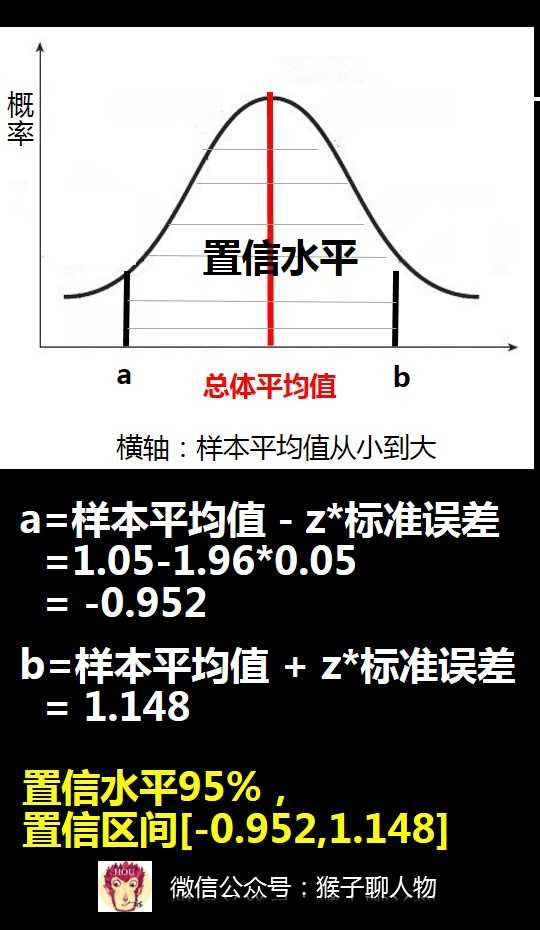 概率
置信水平
a
总体平均值
b
横轴：样本平均值从小到大
a=样本平均值 - z*标准误差
=1.05-1.96*0.05
= -0.952
b=样本平均值 + z*标准误差
= 1.148
置信水平95%，
置信区间[-0.952,1.148]
HOU
微信公众号：猴子聊人物